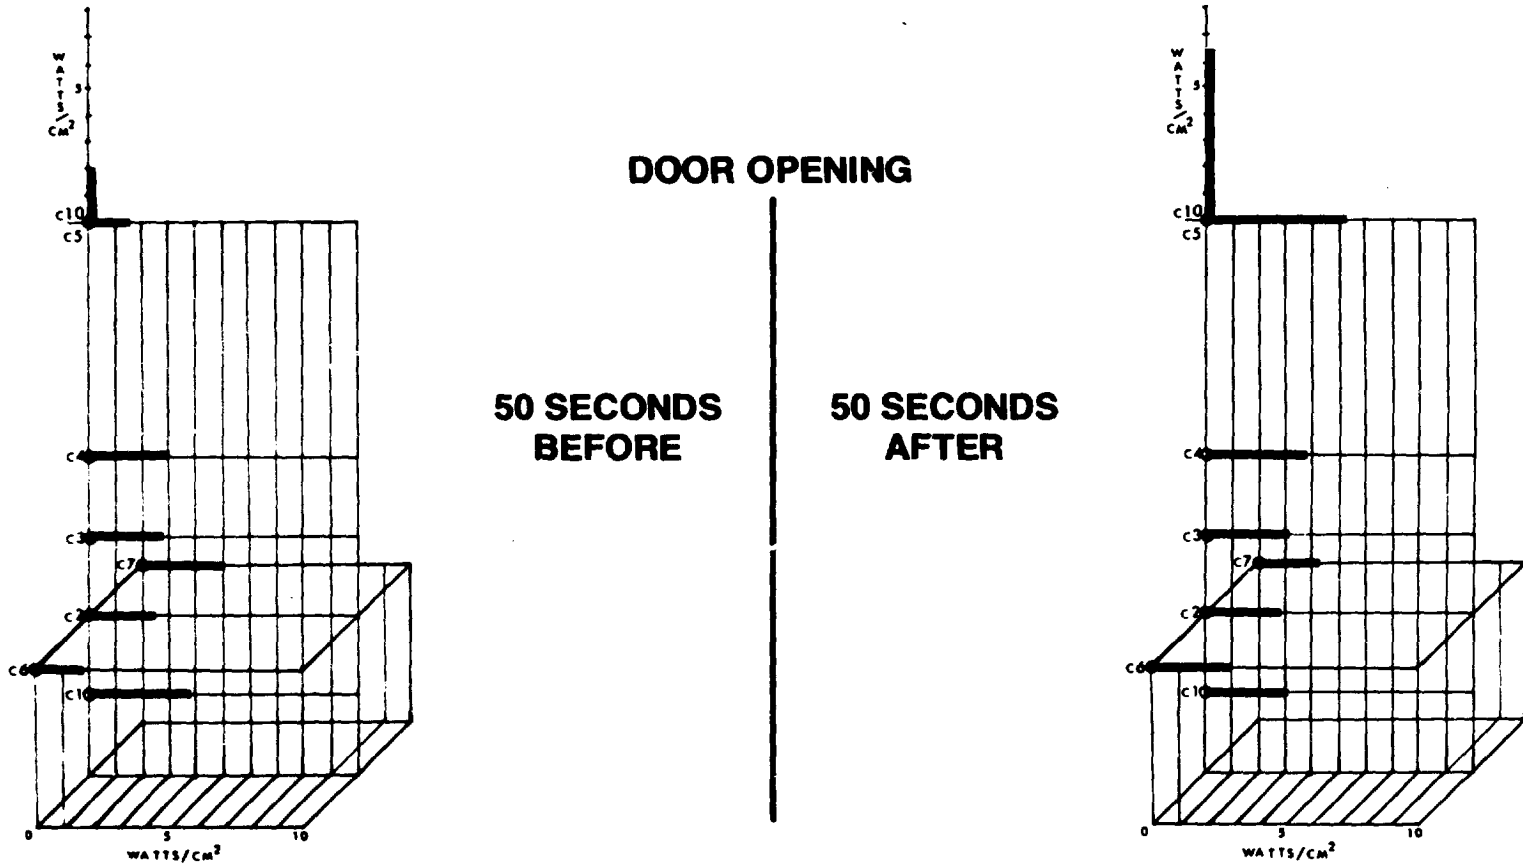 WATTS/CM²
5
C10
C5
C4
C3
C7
C2
C6
C1
0 5 10
WATTS/CM²
DOOR OPENING
50 SECONDS
BEFORE
50 SECONDS
AFTER
WATTS/CM²
5
C10
C5
C4
C3
C7
C2
C6
C1
0 5 10
WATTS/CM²